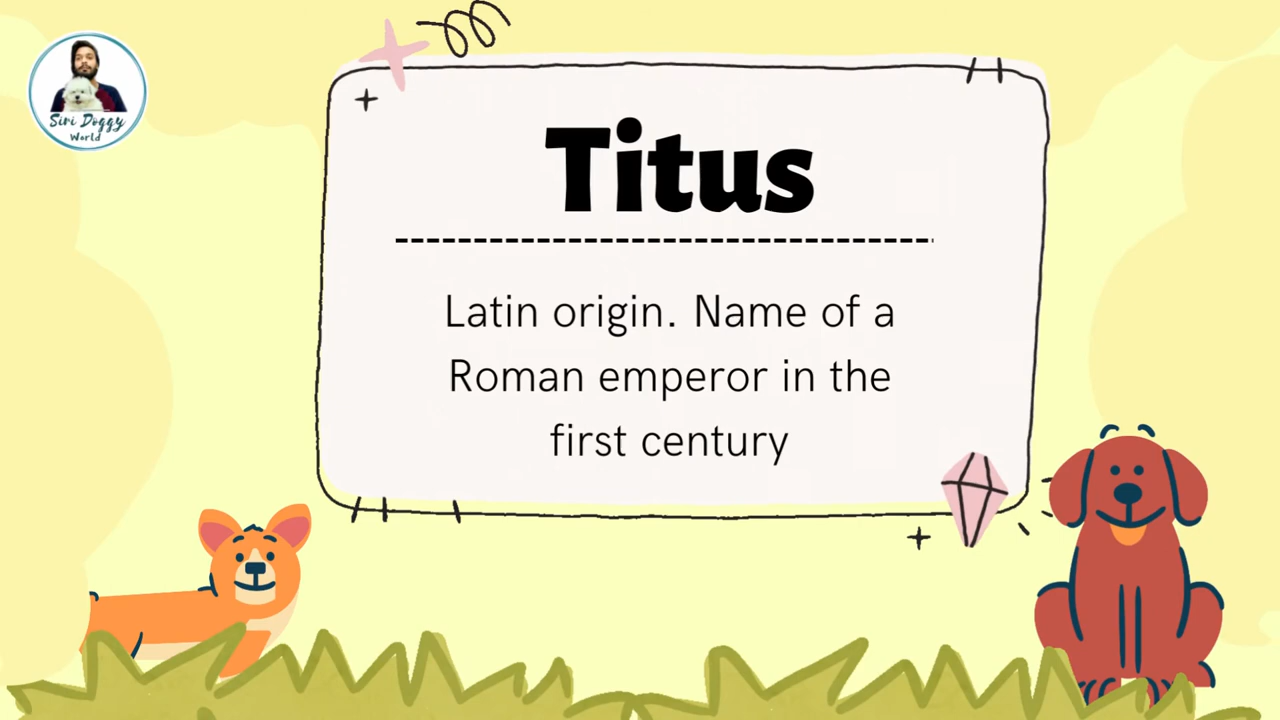 Siri Doggy
World
Titus
Latin origin. Name of a
Roman emperor in the
first century